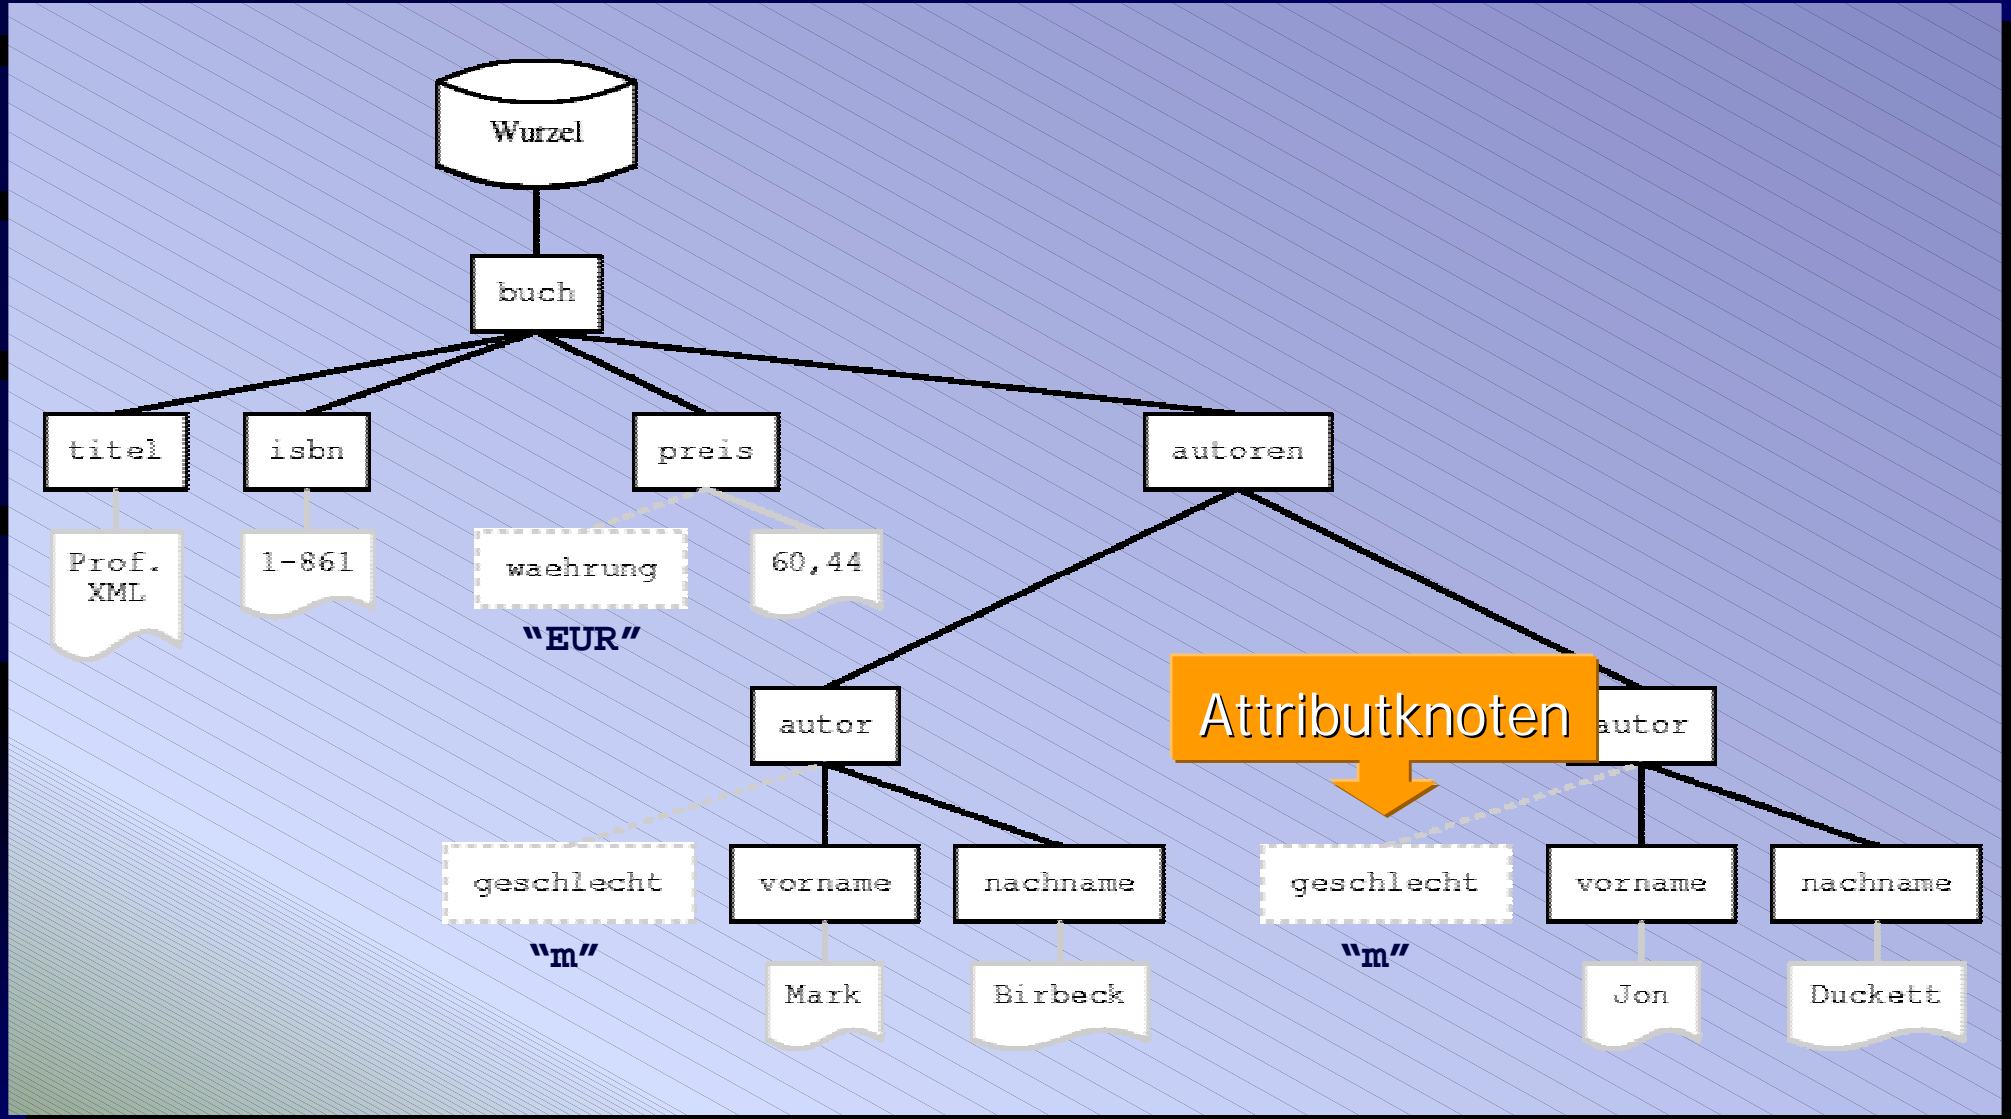 Wurzel
buch
titel
isbn
preis
autoren
Prof.
XML
1-861
waehrung
60,44
“EUR”
autor
Attributknoten
autor
geschlecht
vorname
nachname
geschlecht
vorname
nachname
“m”
“m”
Mark
Birbeck
Jon
Duckett